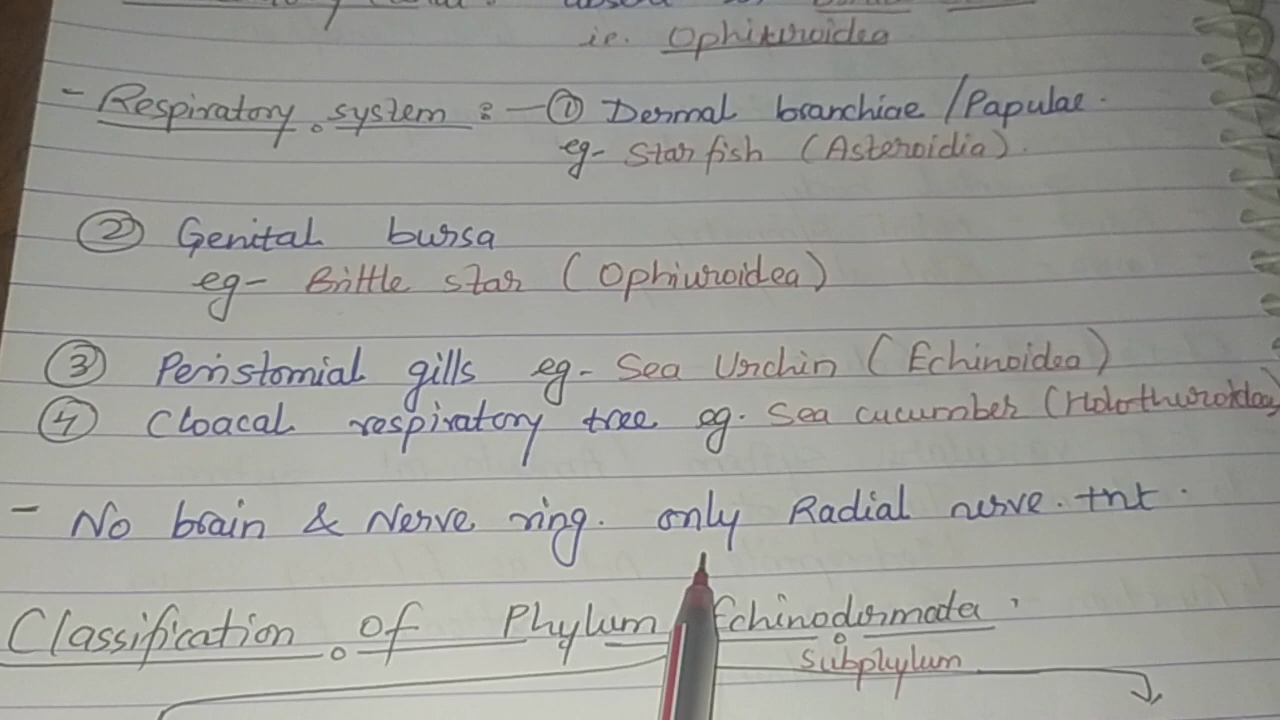 ie. Ophiuroidea
- Respiratory system : - ① Dermal branchiae / Papulae.
eg- Star fish (Asteroidia).
② Genital bursa
eg- Brittle star (Ophiuroidea)
③ Peristomial gills eg- Sea Urchin (Echinoidea)
④ Cloacal respiratory tree eg. Sea cucumber (Holothuroidea)
- No brain & Nerve ring. only Radial nerve.
Classification of Phylum Echinodermata.
Subphylum